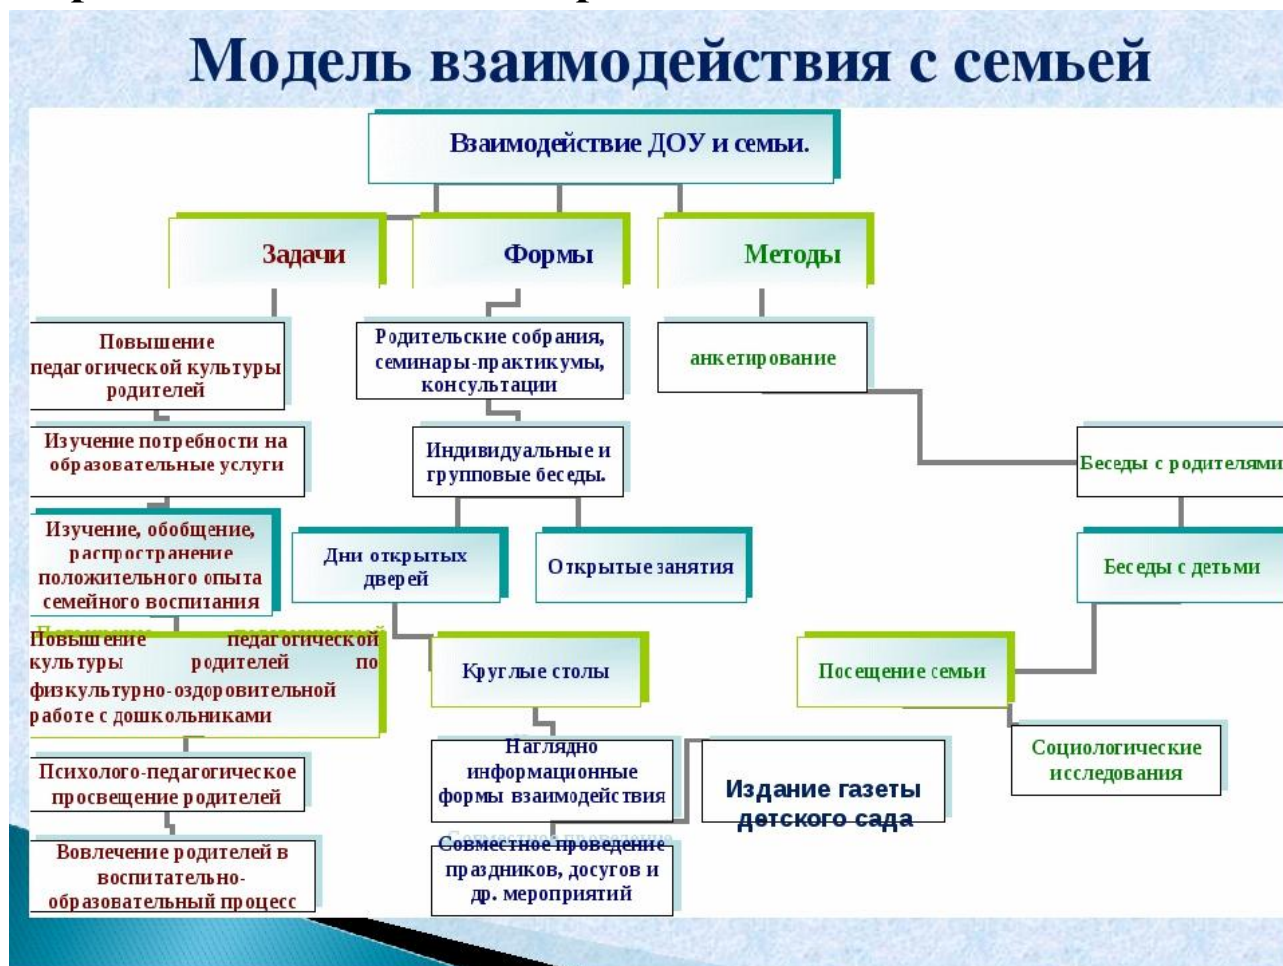 Модель взаимодействия с семьей
Взаимодействие ДОУ и семьи.
Задачи
Формы
Методы
Повышение
педагогической культуры
родителей
Родительские собрания,
семинары-практикумы,
консультации
анкетирование
Изучение потребности на
образовательные услуги
Индивидуальные и
групповые беседы.
Беседы с родителями
Изучение, обобщение,
распространение
положительного опыта
семейного воспитания
Дни открытых
дверей
Открытые занятия
Беседы с детьми
Повышение педагогической
культуры родителей по
физкультурно-оздоровительной
работе с дошкольниками
Круглые столы
Посещение семьи
Психолого-педагогическое
просвещение родителей
Наглядно
информационные
формы взаимодействия
Издание газеты
детского сада
Социологические
исследования
Вовлечение родителей в
воспитательно-
образовательный процесс
Совместное проведение
праздников, досугов и
др. мероприятий